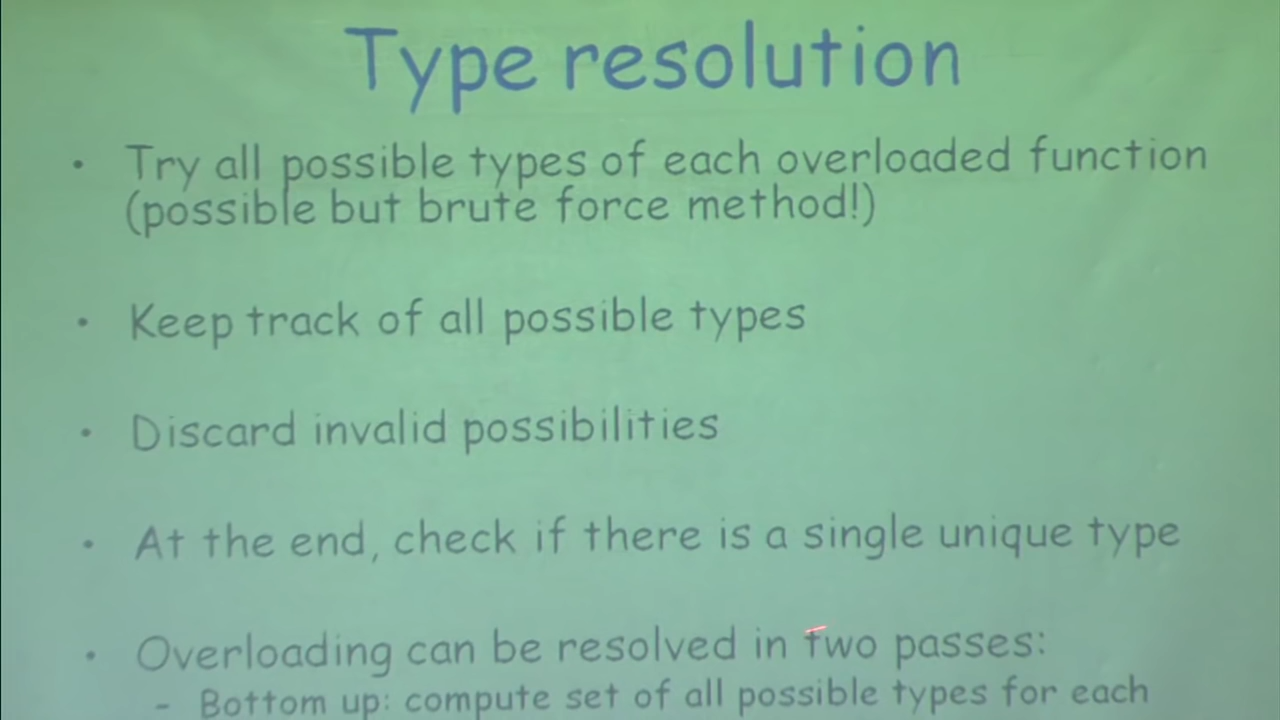 Type resolution
• Try all possible types of each overloaded function
(possible but brute force method!)
• Keep track of all possible types
• Discard invalid possibilities
• At the end, check if there is a single unique type
• Overloading can be resolved in two passes:
- Bottom up: compute set of all possible types for each